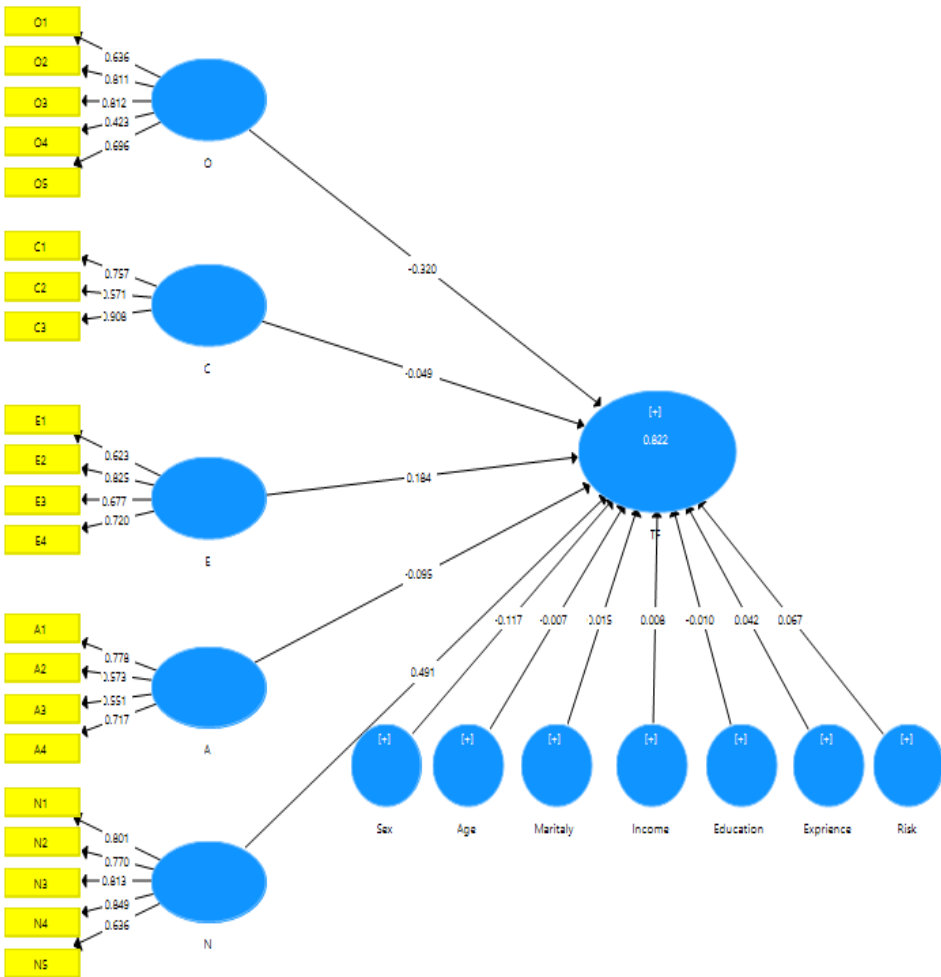 O1
0.636
O2
0.811
O3
0.812
O4
0.423
O5
0.696
O
C1
0.757
C2
0.571
C3
0.908
C
-0.320
-0.049
[+]
0.822
TF
E1
0.623
E2
0.825
E3
0.677
E4
0.720
E
0.184
A1
0.778
A2
0.573
A3
0.551
A4
0.717
A
-0.095
0.491
-0.117
-0.007
0.015
0.008
-0.010
0.042
0.067
[+] [+] [+] [+] [+] [+] [+]
Sex Age Maritaly Income Education Exprience Risk
N1
0.801
N2
0.770
N3
0.813
N4
0.849
N5
0.636
N